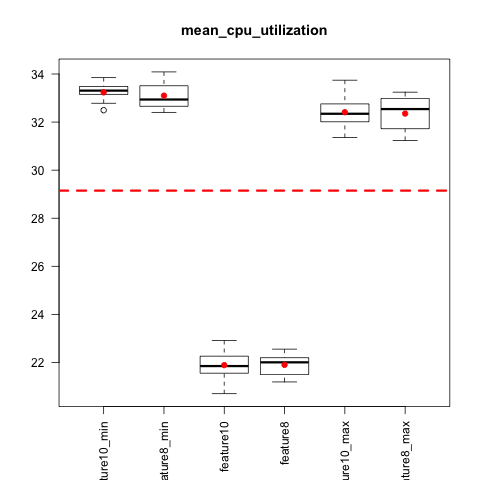 mean_cpu_utilization
34
32
30
28
26
24
22
ture10_min
ature8_min
feature10
feature8
ure10_max
ature8_max